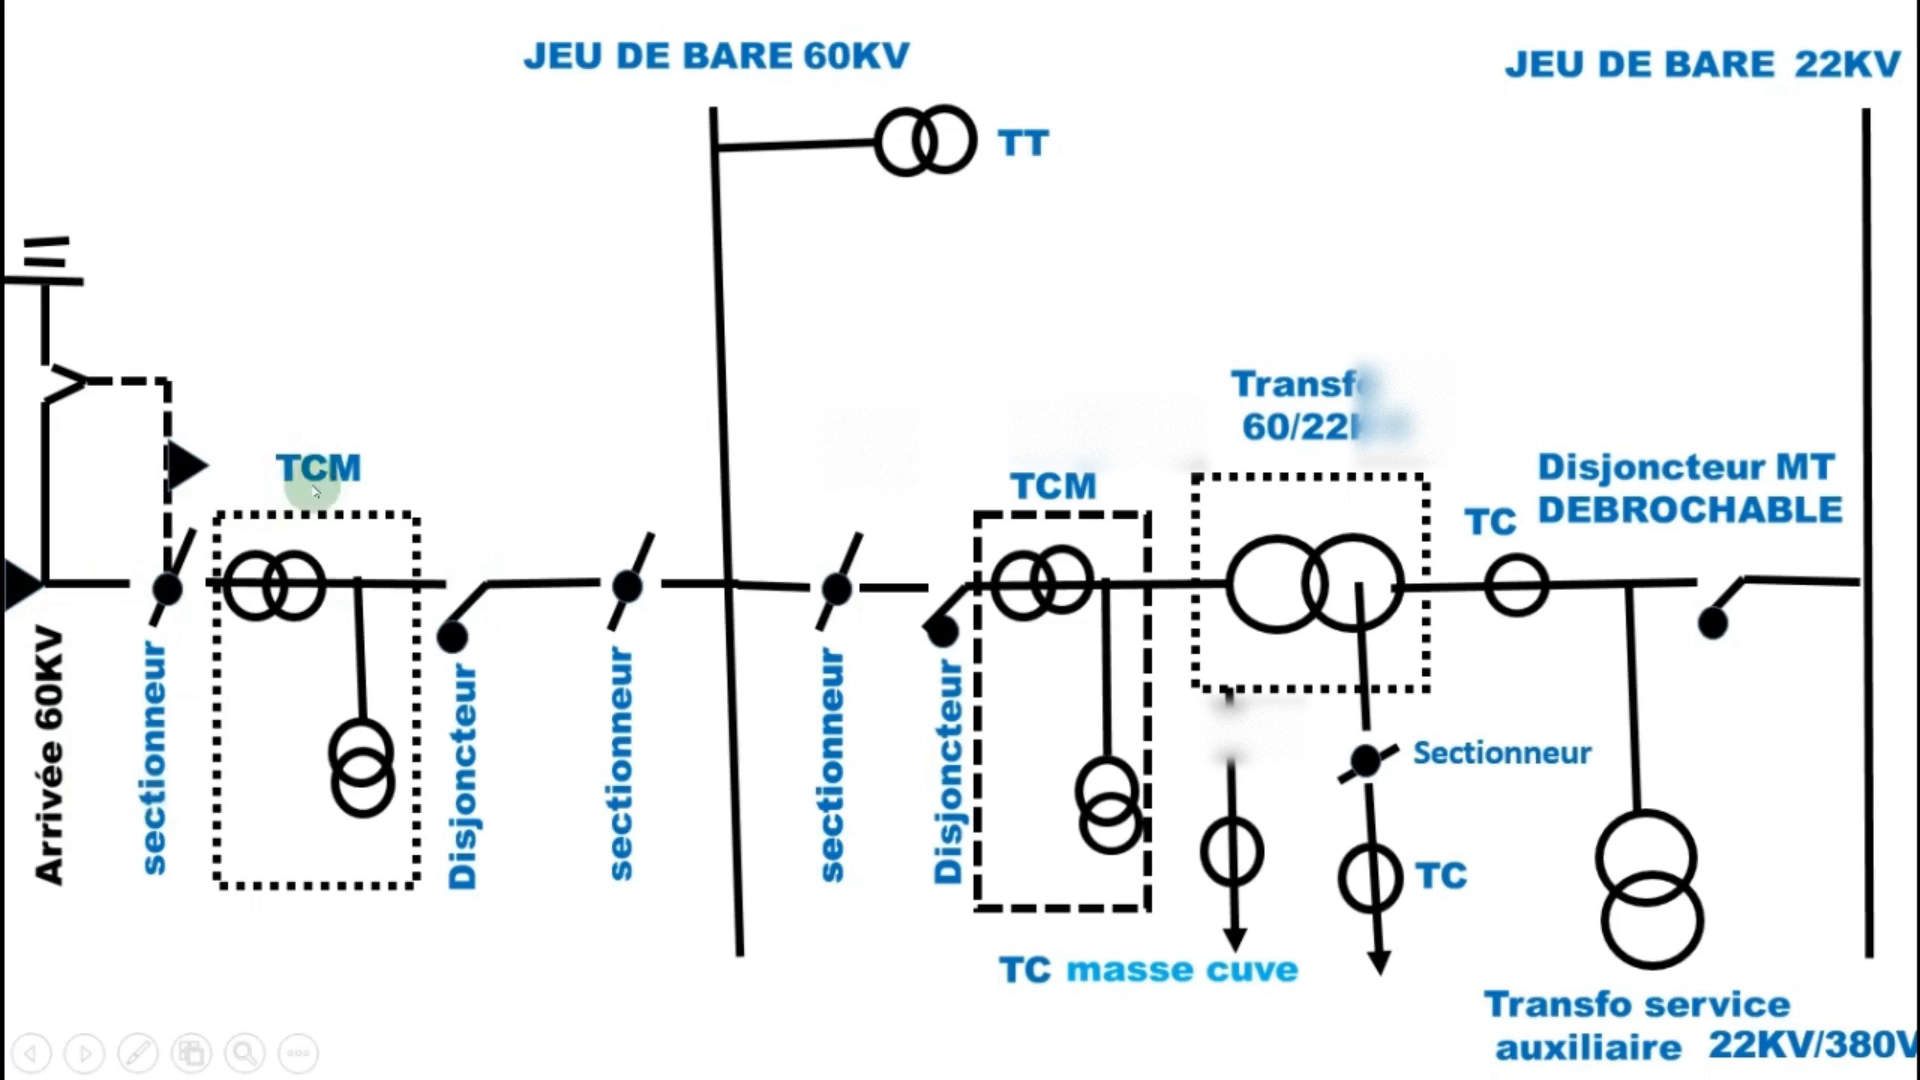 JEU DE BARE 60KV
JEU DE BARE 22KV
TT
TCM
TCM
60/22
TC
Disjoncteur MT
DEBROCHABLE
Arrivée 60KV
sectionneur
Disjoncteur
sectionneur
sectionneur
Disjoncteur
Sectionneur
TC
TC masse cuve
Transfo service
auxiliaire 22KV/380V